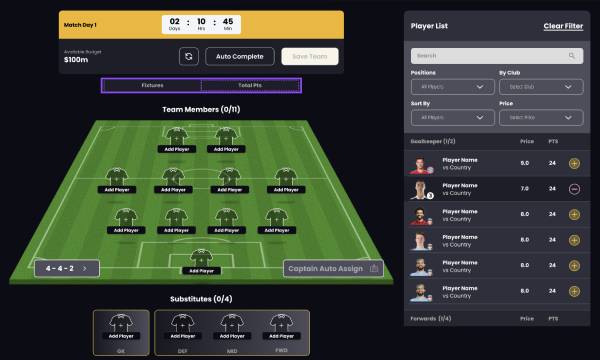 Match Day 1
02 : 10 : 45
Days Hrs Min
Available Budget
$100m
Auto Complete
Save Team
Fixtures
Total Pts
Team Members (0/11)
Add Player Add Player
Add Player Add Player Add Player Add Player
Add Player Add Player Add Player Add Player
Add Player
4 - 4 - 2 >
Captain Auto Assign
Substitutes (0/4)
Add Player Add Player Add Player Add Player
GK DEF MID FWD
Player List
Clear Filter
Search
Positions By Club
All Players Select Club
Sort By Price
All Players Select Price
Goalkeeper (1/2) Price PTS
Player Name
vs Country
9.0 24
Player Name
vs Country
7.0 24
Player Name
vs Country
8.0 24
Player Name
vs Country
8.0 24
Player Name
vs Country
8.0 24
Player Name
vs Country
8.0 24
Forwards (1/4) Price PTS